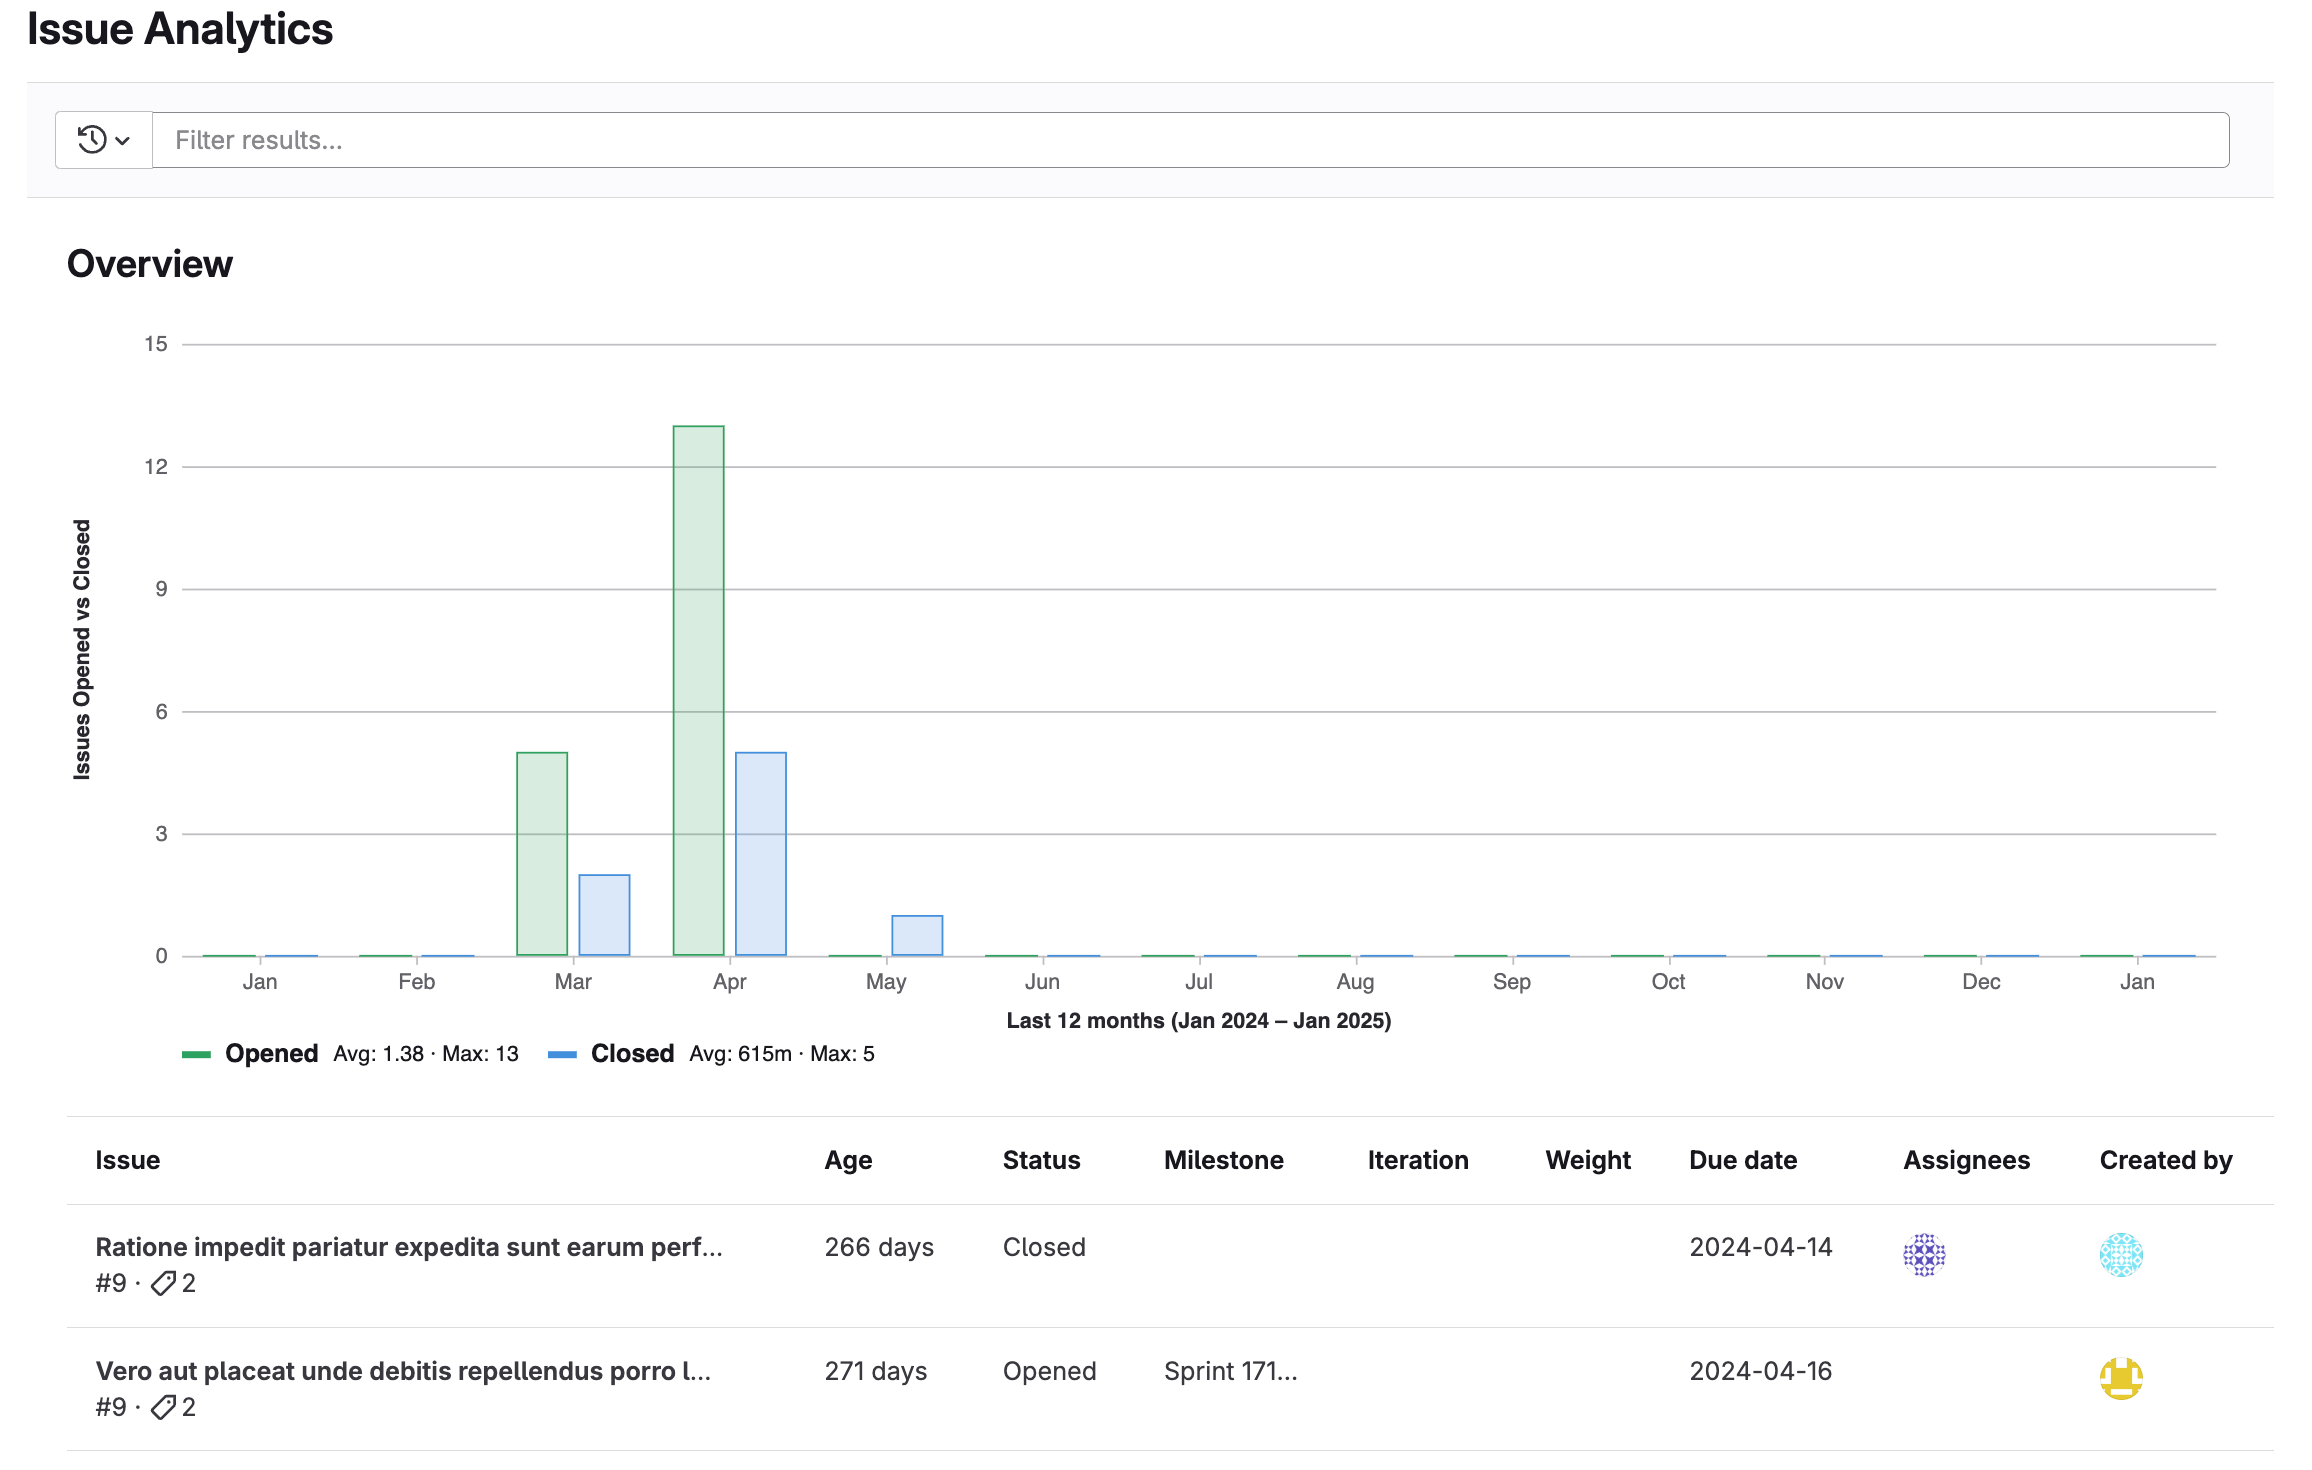 Issue Analytics
Filter results...
Overview
15
12
9
6
3
0
Issues Opened vs Closed
Jan Feb Mar Apr May Jun Jul Aug Sep Oct Nov Dec Jan
Last 12 months (Jan 2024 – Jan 2025)
Opened Avg: 1.38 · Max: 13 Closed Avg: 615m · Max: 5
Issue Age Status Milestone Iteration Weight Due date Assignees Created by
Ratione impedit pariatur expedita sunt earum perf... 266 days Closed 2024-04-14
#9 · 2
Vero aut placeat unde debitis repellendus porro l... 271 days Opened Sprint 171... 2024-04-16
#9 · 2